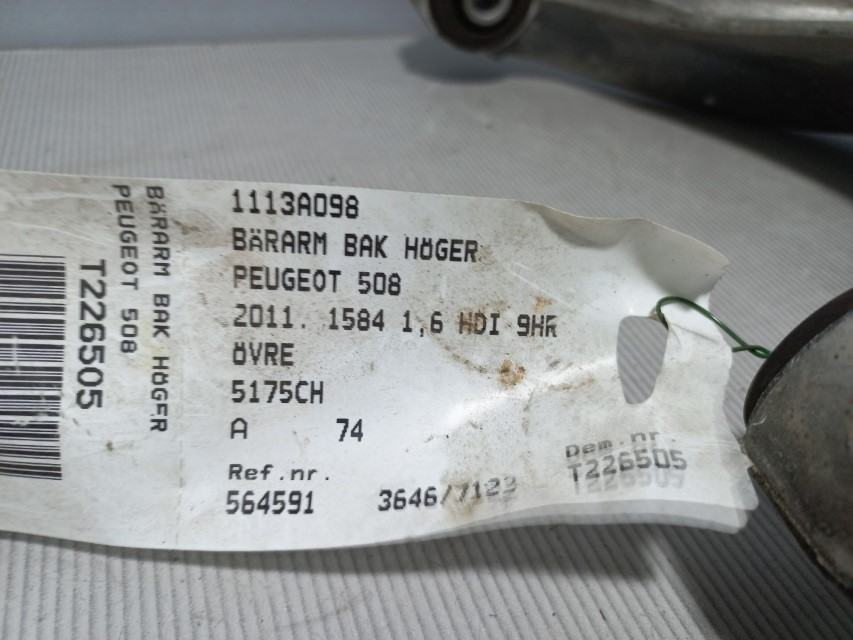 1113A098
BÄRARM BAK HÖGER
PEUGEOT 508
2011. 1584 1,6 HDI 9HR
ÖVRE
5175CH
A 74
Ref.nr.
564591 3646/7123
Dem.nr.
T226505
BÄRARM BAK HÖGER
PEUGEOT 508
T226505